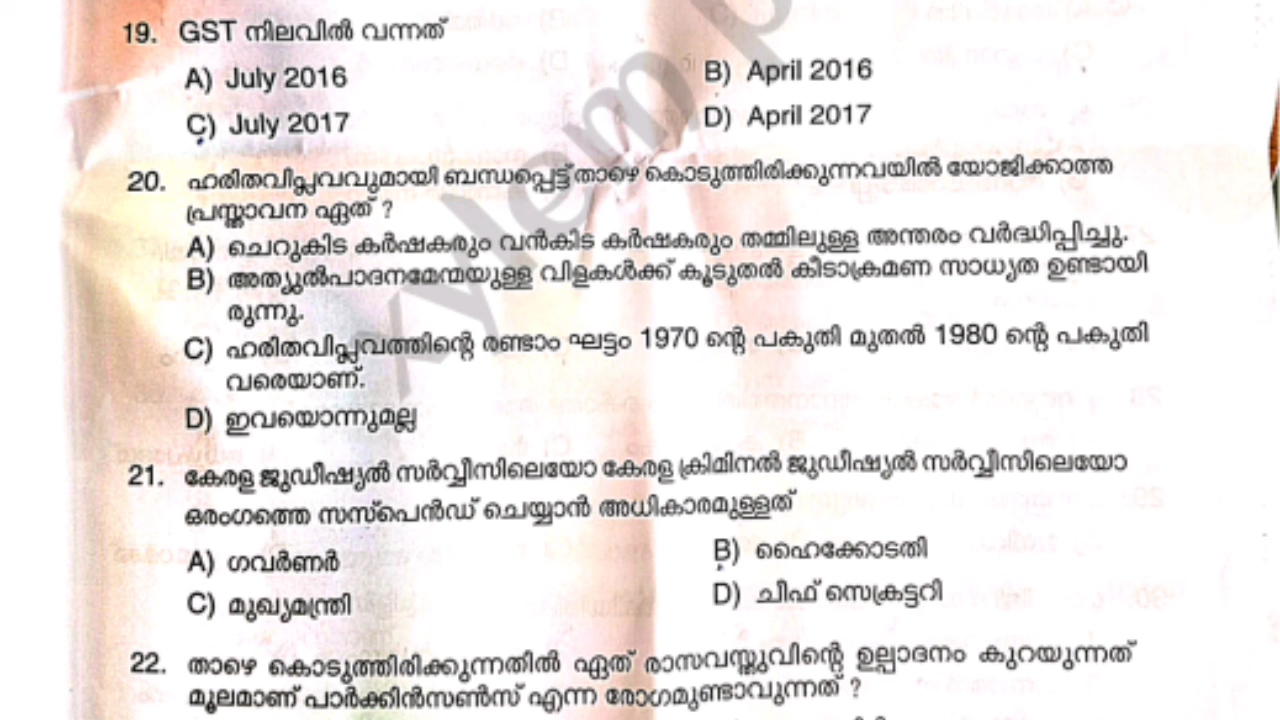 19. GST നിലവിൽ വന്നത്
A) July 2016 B) April 2016
C) July 2017 D) April 2017
20. ഹരിതവിപ്ലവവുമായി ബന്ധപ്പെട്ട് താഴെ കൊടുത്തിരിക്കുന്നവയിൽ യോജിക്കാത്ത
പ്രസ്താവന ഏത് ?
A) ചെറുകിട കർഷകരും വൻകിട കർഷകരും തമ്മിലുള്ള അന്തരം വർദ്ധിപ്പിച്ചു.
B) അത്യുൽപാദനമേന്മയുള്ള വിളകൾക്ക് കൂടുതൽ കീടാക്രമണ സാധ്യത ഉണ്ടായി
രുന്നു.
C) ഹരിതവിപ്ലവത്തിന്റെ രണ്ടാം ഘട്ടം 1970 ന്റെ പകുതി മുതൽ 1980 ന്റെ പകുതി
വരെയാണ്.
D) ഇവയൊന്നുമല്ല
21. കേരള ജുഡീഷ്യൽ സർവ്വീസിലെയോ കേരള ക്രിമിനൽ ജുഡീഷ്യൽ സർവ്വീസിലെയോ
ഒരംഗത്തെ സസ്പെൻഡ് ചെയ്യാൻ അധികാരമുള്ളത്
A) ഗവർണർ B) ഹൈക്കോടതി
C) മുഖ്യമന്ത്രി D) ചീഫ് സെക്രട്ടറി
22. താഴെ കൊടുത്തിരിക്കുന്നതിൽ ഏത് രാസവസ്തുവിന്റെ ഉല്പാദനം കുറയുന്നത്
മൂലമാണ് പാർക്കിൻസൺസ് എന്ന രോഗമുണ്ടാവുന്നത് ?
xylem p